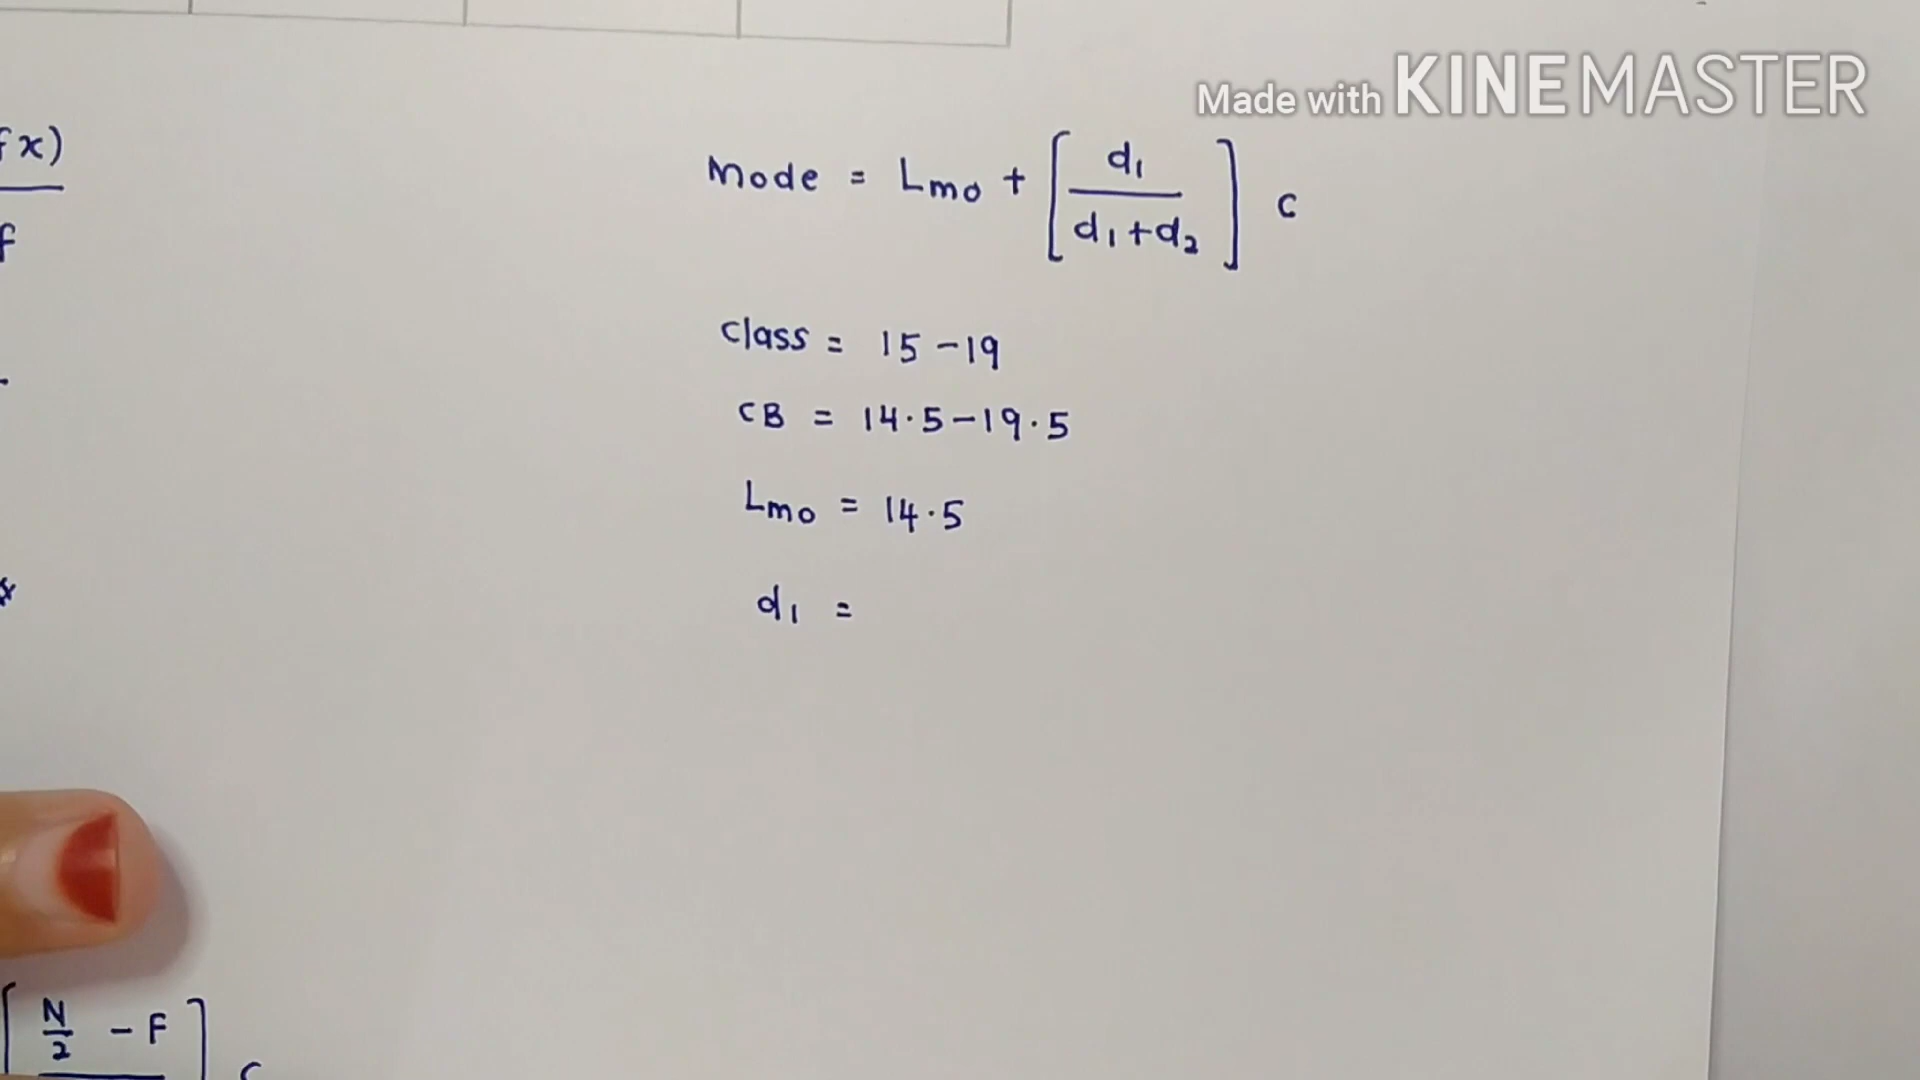 Made with KINEMASTER
fx)
f
Mode = Lmo + [ d1 / d1+d2 ] c
class = 15-19
CB = 14.5-19.5
Lmo = 14.5
d1 =
[ N/2 - F ] c